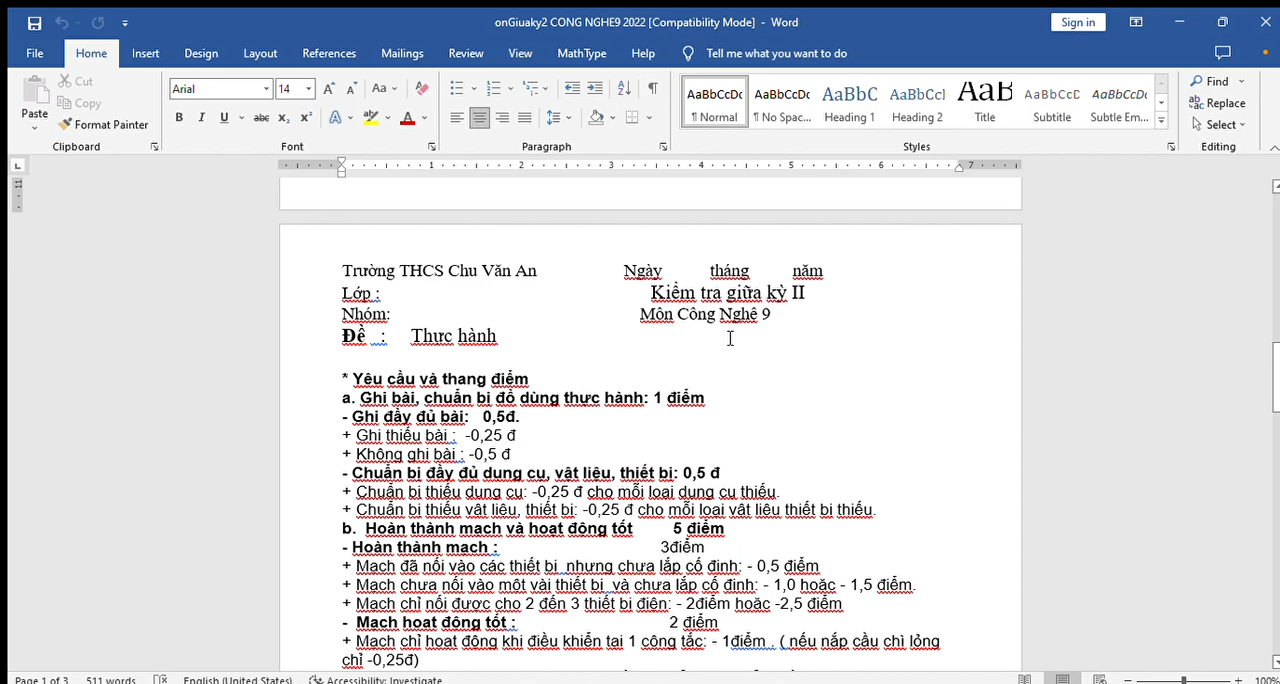 onGiuaky2 CONG NGHE9 2022 [Compatibility Mode] - Word
Sign in
File Home Insert Design Layout References Mailings Review View MathType Help Tell me what you want to do
Paste
Cut
Copy
Format Painter
Clipboard
Arial 14
Font
Paragraph
AaBbCcDc AaBbCcDc AaBbC AaBbCcI AaB AaBbCcC AaBbCcDc
¶ Normal ¶ No Spac... Heading 1 Heading 2 Title Subtitle Subtle Em...
Styles
Find
Replace
Select
Editing
1 2 3 4 5 6 7
Trường THCS Chu Văn An Ngày tháng năm
Lớp : Kiểm tra giữa kỳ II
Nhóm: Môn Công Nghệ 9
Đề : Thực hành
* Yêu cầu và thang điểm
a. Ghi bài, chuẩn bị đồ dùng thực hành: 1 điểm
- Ghi đầy đủ bài: 0,5đ.
+ Ghi thiếu bài : -0,25 đ
+ Không ghi bài : -0,5 đ
- Chuẩn bị đầy đủ dụng cụ, vật liệu, thiết bị: 0,5 đ
+ Chuẩn bị thiếu dụng cụ: -0,25 đ cho mỗi loại dụng cụ thiếu.
+ Chuẩn bị thiếu vật liệu, thiết bị: -0,25 đ cho mỗi loại vật liệu thiết bị thiếu.
b. Hoàn thành mạch và hoạt động tốt 5 điểm
- Hoàn thành mạch : 3điểm
+ Mạch đã nối vào các thiết bị nhưng chưa lắp cố định: - 0,5 điểm
+ Mạch chưa nối vào một vài thiết bị và chưa lắp cố định: - 1,0 hoặc - 1,5 điểm.
+ Mạch chỉ nối được cho 2 đến 3 thiết bị điện: - 2điểm hoặc -2,5 điểm
- Mạch hoạt động tốt : 2 điểm
+ Mạch chỉ hoạt động khi điều khiển tại 1 công tắc: - 1điểm . ( nếu nắp cầu chì lỏng
chỉ -0,25đ)
Page 1 of 3 511 words English (United States) Accessibility: Investigate 100%